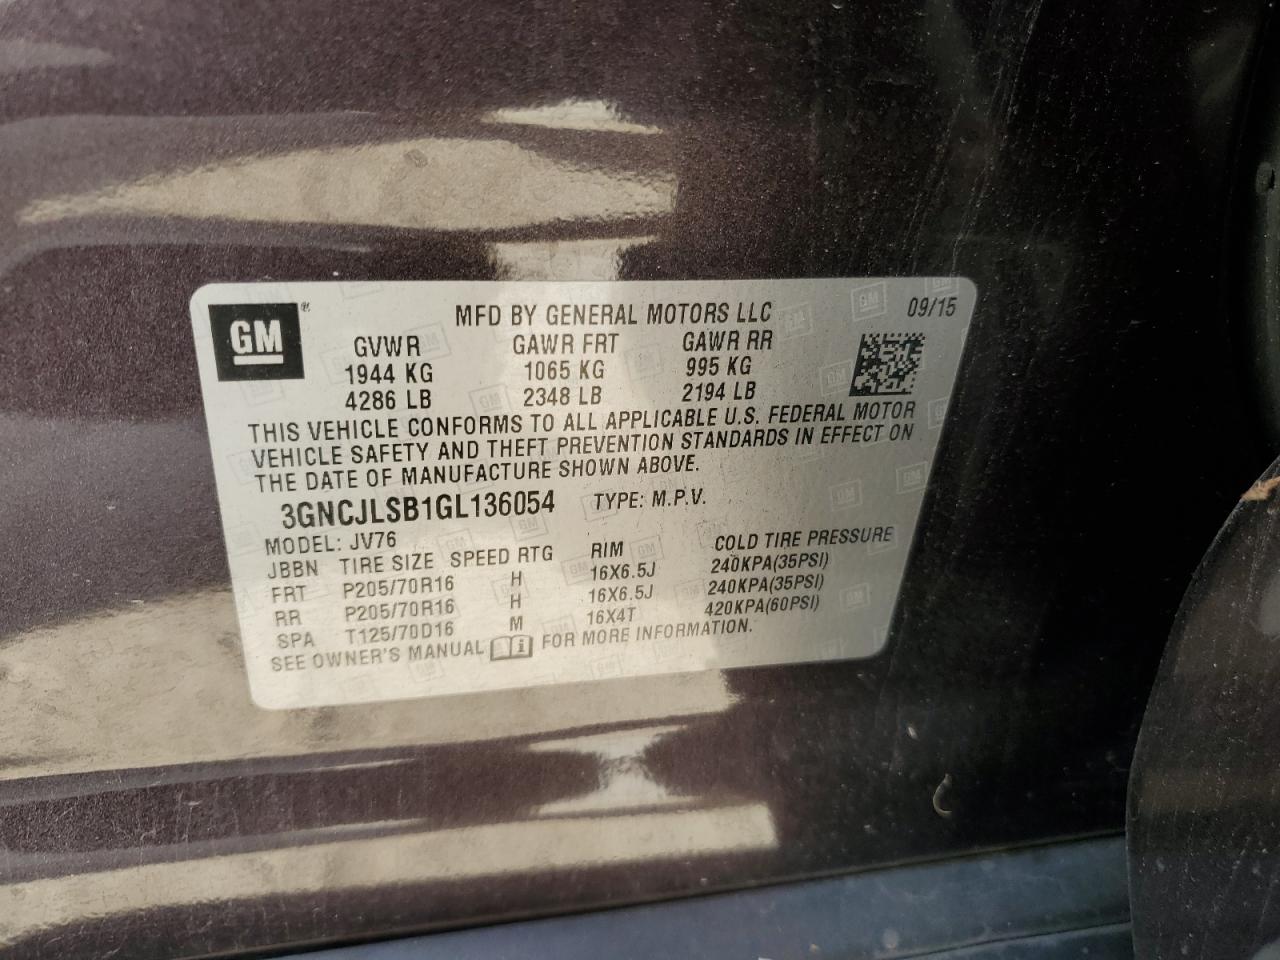 GM®
MFD BY GENERAL MOTORS LLC 09/15
GVWR GAWR FRT GAWR RR
1944 KG 1065 KG 995 KG
4286 LB 2348 LB 2194 LB
THIS VEHICLE CONFORMS TO ALL APPLICABLE U.S. FEDERAL MOTOR
VEHICLE SAFETY AND THEFT PREVENTION STANDARDS IN EFFECT ON
THE DATE OF MANUFACTURE SHOWN ABOVE.
3GNCJLSB1GL136054 TYPE: M.P.V.
MODEL: JV76
JBBN TIRE SIZE SPEED RTG RIM COLD TIRE PRESSURE
FRT P205/70R16 H 16X6.5J 240KPA(35PSI)
RR P205/70R16 H 16X6.5J 240KPA(35PSI)
SPA T125/70D16 M 16X4T 420KPA(60PSI)
SEE OWNER'S MANUAL FOR MORE INFORMATION.